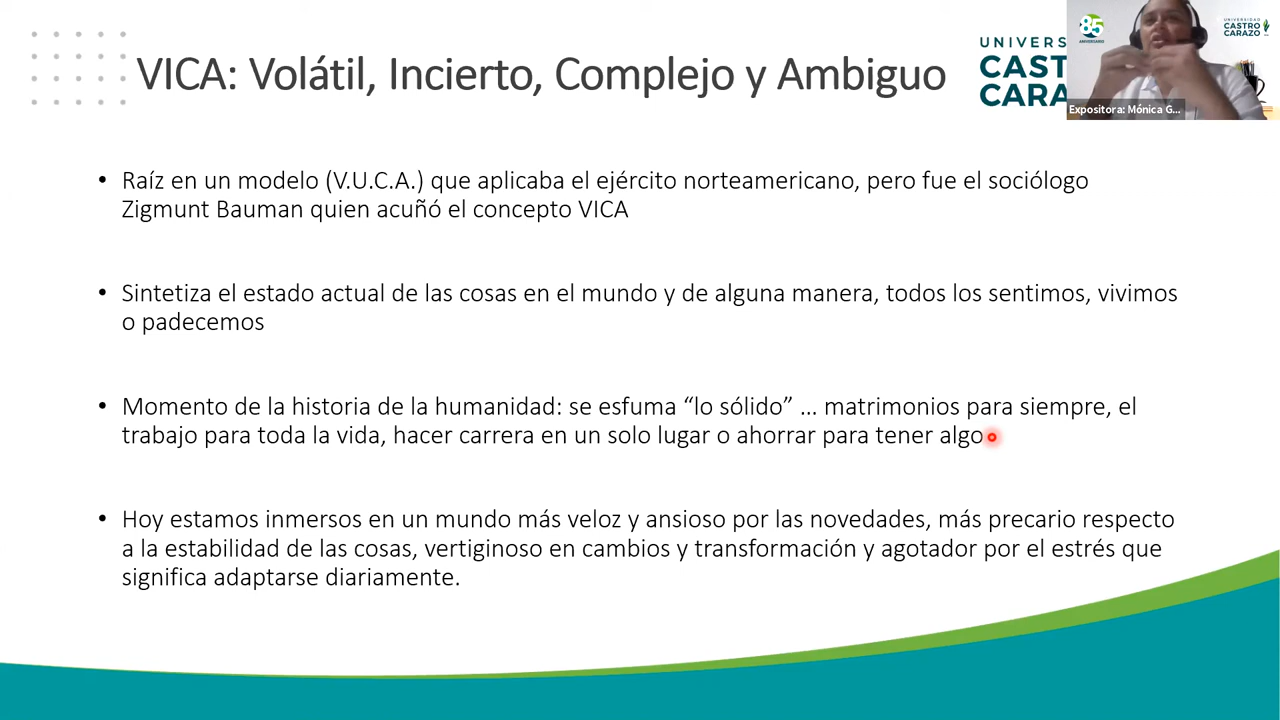 VICA: Volátil, Incierto, Complejo y Ambiguo
UNIVERS
CAST
CARA
85
ANIVERSARIO
UNIVERSIDAD
CASTRO
CARAZO
Expositora: Mónica G...
• Raíz en un modelo (V.U.C.A.) que aplicaba el ejército norteamericano, pero fue el sociólogo
Zigmunt Bauman quien acuñó el concepto VICA
• Sintetiza el estado actual de las cosas en el mundo y de alguna manera, todos los sentimos, vivimos
o padecemos
• Momento de la historia de la humanidad: se esfuma “lo sólido” … matrimonios para siempre, el
trabajo para toda la vida, hacer carrera en un solo lugar o ahorrar para tener algo
• Hoy estamos inmersos en un mundo más veloz y ansioso por las novedades, más precario respecto
a la estabilidad de las cosas, vertiginoso en cambios y transformación y agotador por el estrés que
significa adaptarse diariamente.